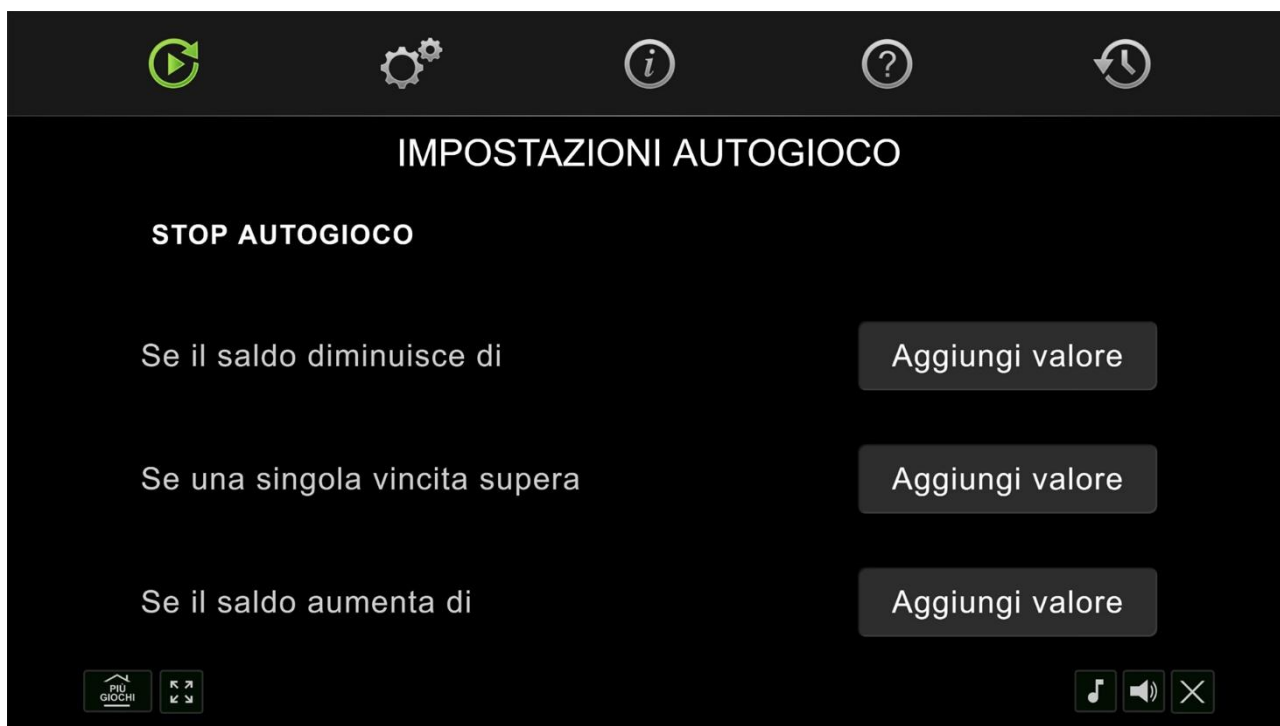 IMPOSTAZIONI AUTOGIOCO
STOP AUTOGIOCO
Se il saldo diminuisce di
Aggiungi valore
Se una singola vincita supera
Aggiungi valore
Se il saldo aumenta di
Aggiungi valore
PIÙ
GIOCHI